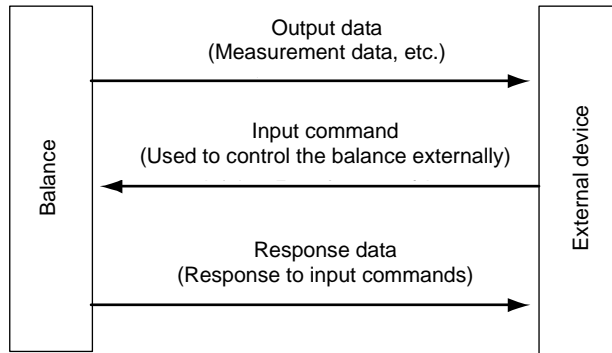 Output data
(Measurement data, etc.)
Input command
(Used to control the balance externally)
Balance
External device
Response data
(Response to input commands)